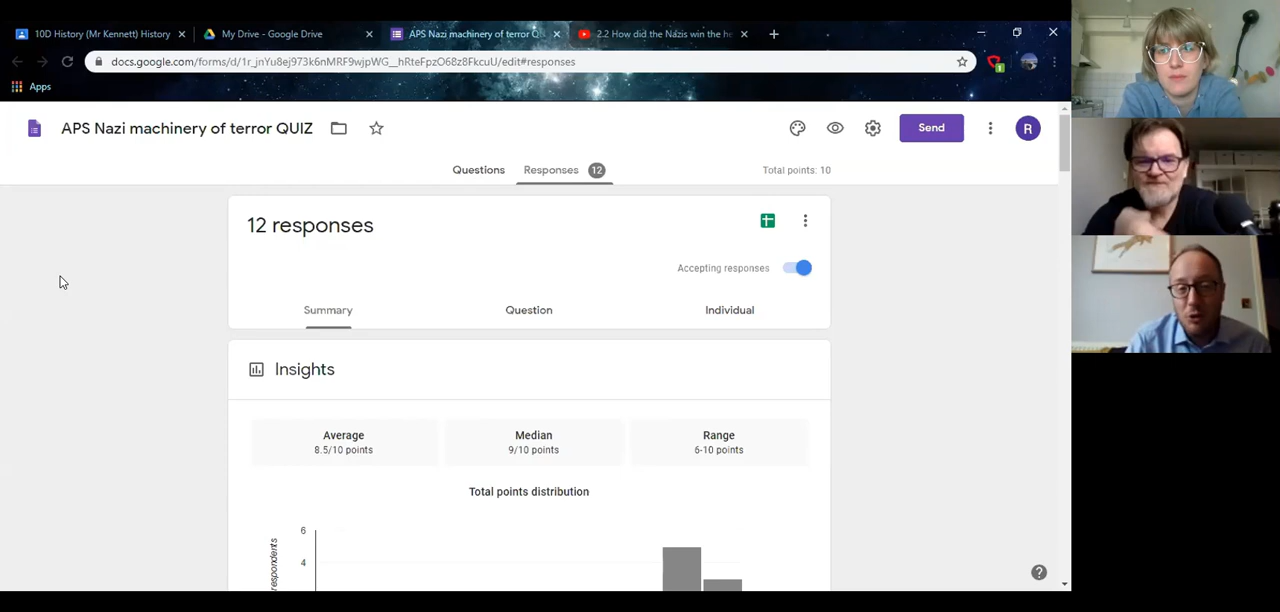 10D History (Mr Kennett) History
My Drive - Google Drive
APS Nazi machinery of terror Q
2.2 How did the Nazis win the he
docs.google.com/forms/d/1r_jnYu8ej973k6nMRF9wjpWG__hRteFpzO68z8FkcuU/edit#responses
Apps
APS Nazi machinery of terror QUIZ
Send
R
Questions
Responses 12
Total points: 10
12 responses
Accepting responses
Summary
Question
Individual
Insights
Average
8.5/10 points
Median
9/10 points
Range
6-10 points
Total points distribution
6
4
respondents